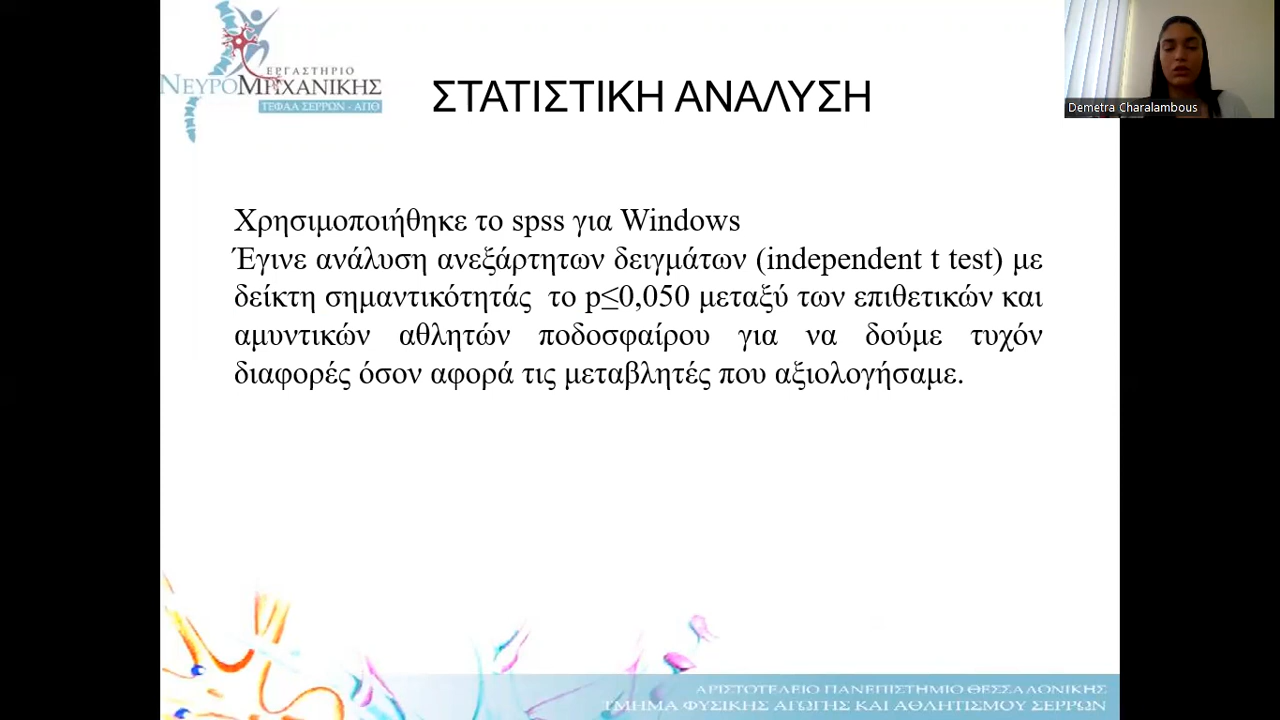 ΕΡΓΑΣΤΗΡΙΟ
ΝΕΥΡΟΜΗΧΑΝΙΚΗΣ
ΤΕΦΑΑ ΣΕΡΡΩΝ - ΑΠΘ
ΣΤΑΤΙΣΤΙΚΗ ΑΝΑΛΥΣΗ
Demetra Charalambous
Χρησιμοποιήθηκε το spss για Windows
Έγινε ανάλυση ανεξάρτητων δειγμάτων (independent t test) με
δείκτη σημαντικότητάς το p≤0,050 μεταξύ των επιθετικών και
αμυντικών αθλητών ποδοσφαίρου για να δούμε τυχόν
διαφορές όσον αφορά τις μεταβλητές που αξιολογήσαμε.
ΑΡΙΣΤΟΤΕΛΕΙΟ ΠΑΝΕΠΙΣΤΗΜΙΟ ΘΕΣΣΑΛΟΝΙΚΗΣ
ΤΜΗΜΑ ΦΥΣΙΚΗΣ ΑΓΩΓΗΣ ΚΑΙ ΑΘΛΗΤΙΣΜΟΥ ΣΕΡΡΩΝ